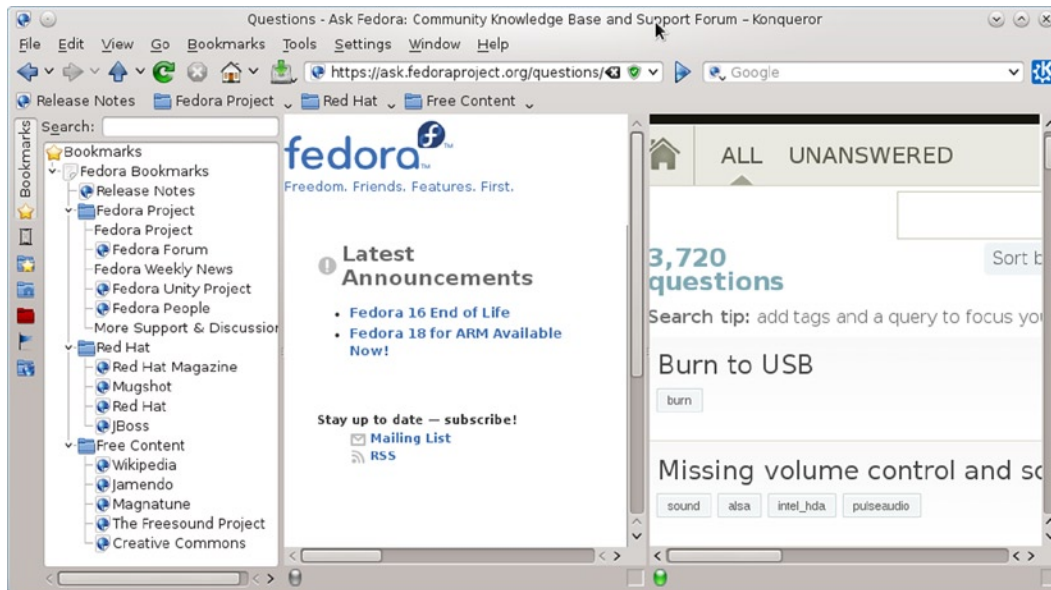 Questions - Ask Fedora: Community Knowledge Base and Support Forum – Konqueror
File Edit View Go Bookmarks Tools Settings Window Help
https://ask.fedoraproject.org/questions/
Google
Release Notes Fedora Project Red Hat Free Content
Bookmarks
Search:
Bookmarks
Fedora Bookmarks
Release Notes
Fedora Project
Fedora Project
Fedora Forum
Fedora Weekly News
Fedora Unity Project
Fedora People
More Support & Discussion
Red Hat
Red Hat Magazine
Mugshot
Red Hat
JBoss
Free Content
Wikipedia
Jamendo
Magnatune
The Freesound Project
Creative Commons
fedora™
Freedom. Friends. Features. First.
Latest
Announcements
Fedora 16 End of Life
Fedora 18 for ARM Available
Now!
Stay up to date — subscribe!
Mailing List
RSS
ALL UNANSWERED
3,720
questions
Sort b
Search tip: add tags and a query to focus you
Burn to USB
burn
Missing volume control and so
sound alsa intel_hda pulseaudio